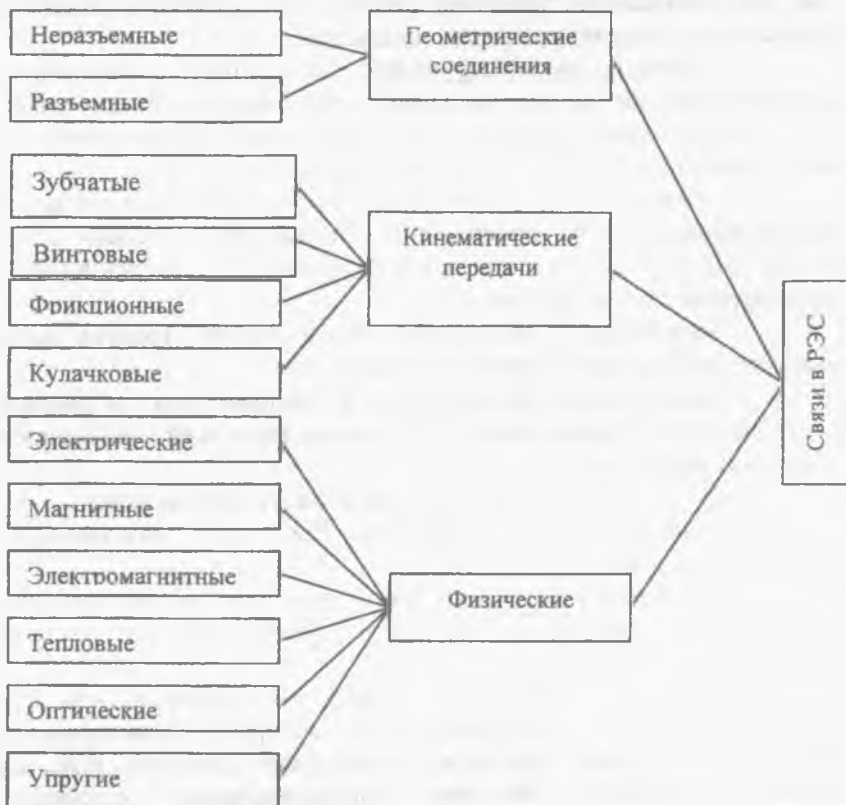 Неразъемные
Разъемные
Геометрические
соединения
Зубчатые
Винтовые
Фрикционные
Кулачковые
Кинематические
передачи
Электрические
Магнитные
Электромагнитные
Тепловые
Оптические
Упругие
Физические
Связи в РЭС